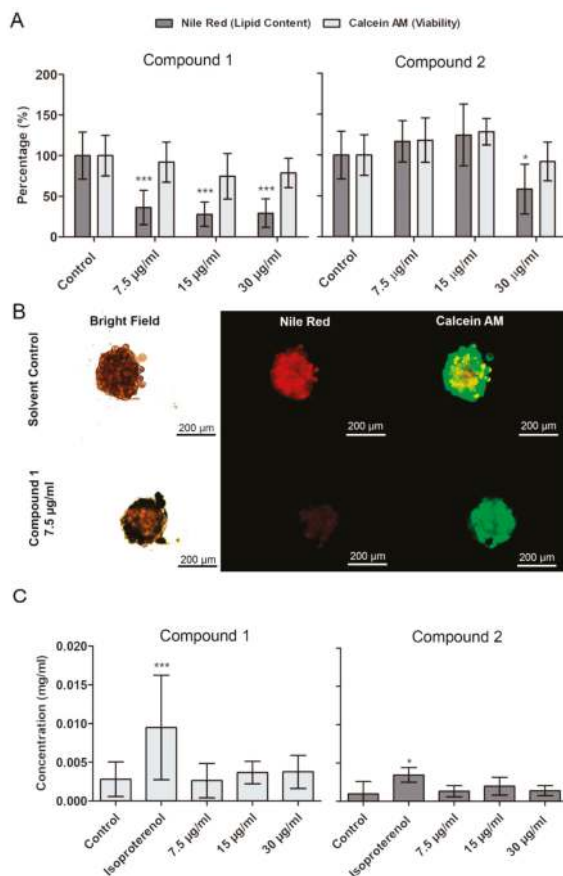 Nile Red (Lipid Content) Calcein AM (Viability)
A
Compound 1 Compound 2
Percentage (%)
200
150
100
50
0
*** *** *** *
Control 7.5 µg/ml 15 µg/ml 30 µg/ml Control 7.5 µg/ml 15 µg/ml 30 µg/ml
B
Bright Field Nile Red Calcein AM
Solvent Control
200 µm 200 µm 200 µm
Compound 1
7.5 µg/ml
200 µm 200 µm 200 µm
C
Compound 1 Compound 2
Concentration (mg/ml)
0.020
0.015
0.010
0.005
0.000
*** *
Control Isoproterenol 7.5 µg/ml 15 µg/ml 30 µg/ml Control Isoproterenol 7.5 µg/ml 15 µg/ml 30 µg/ml